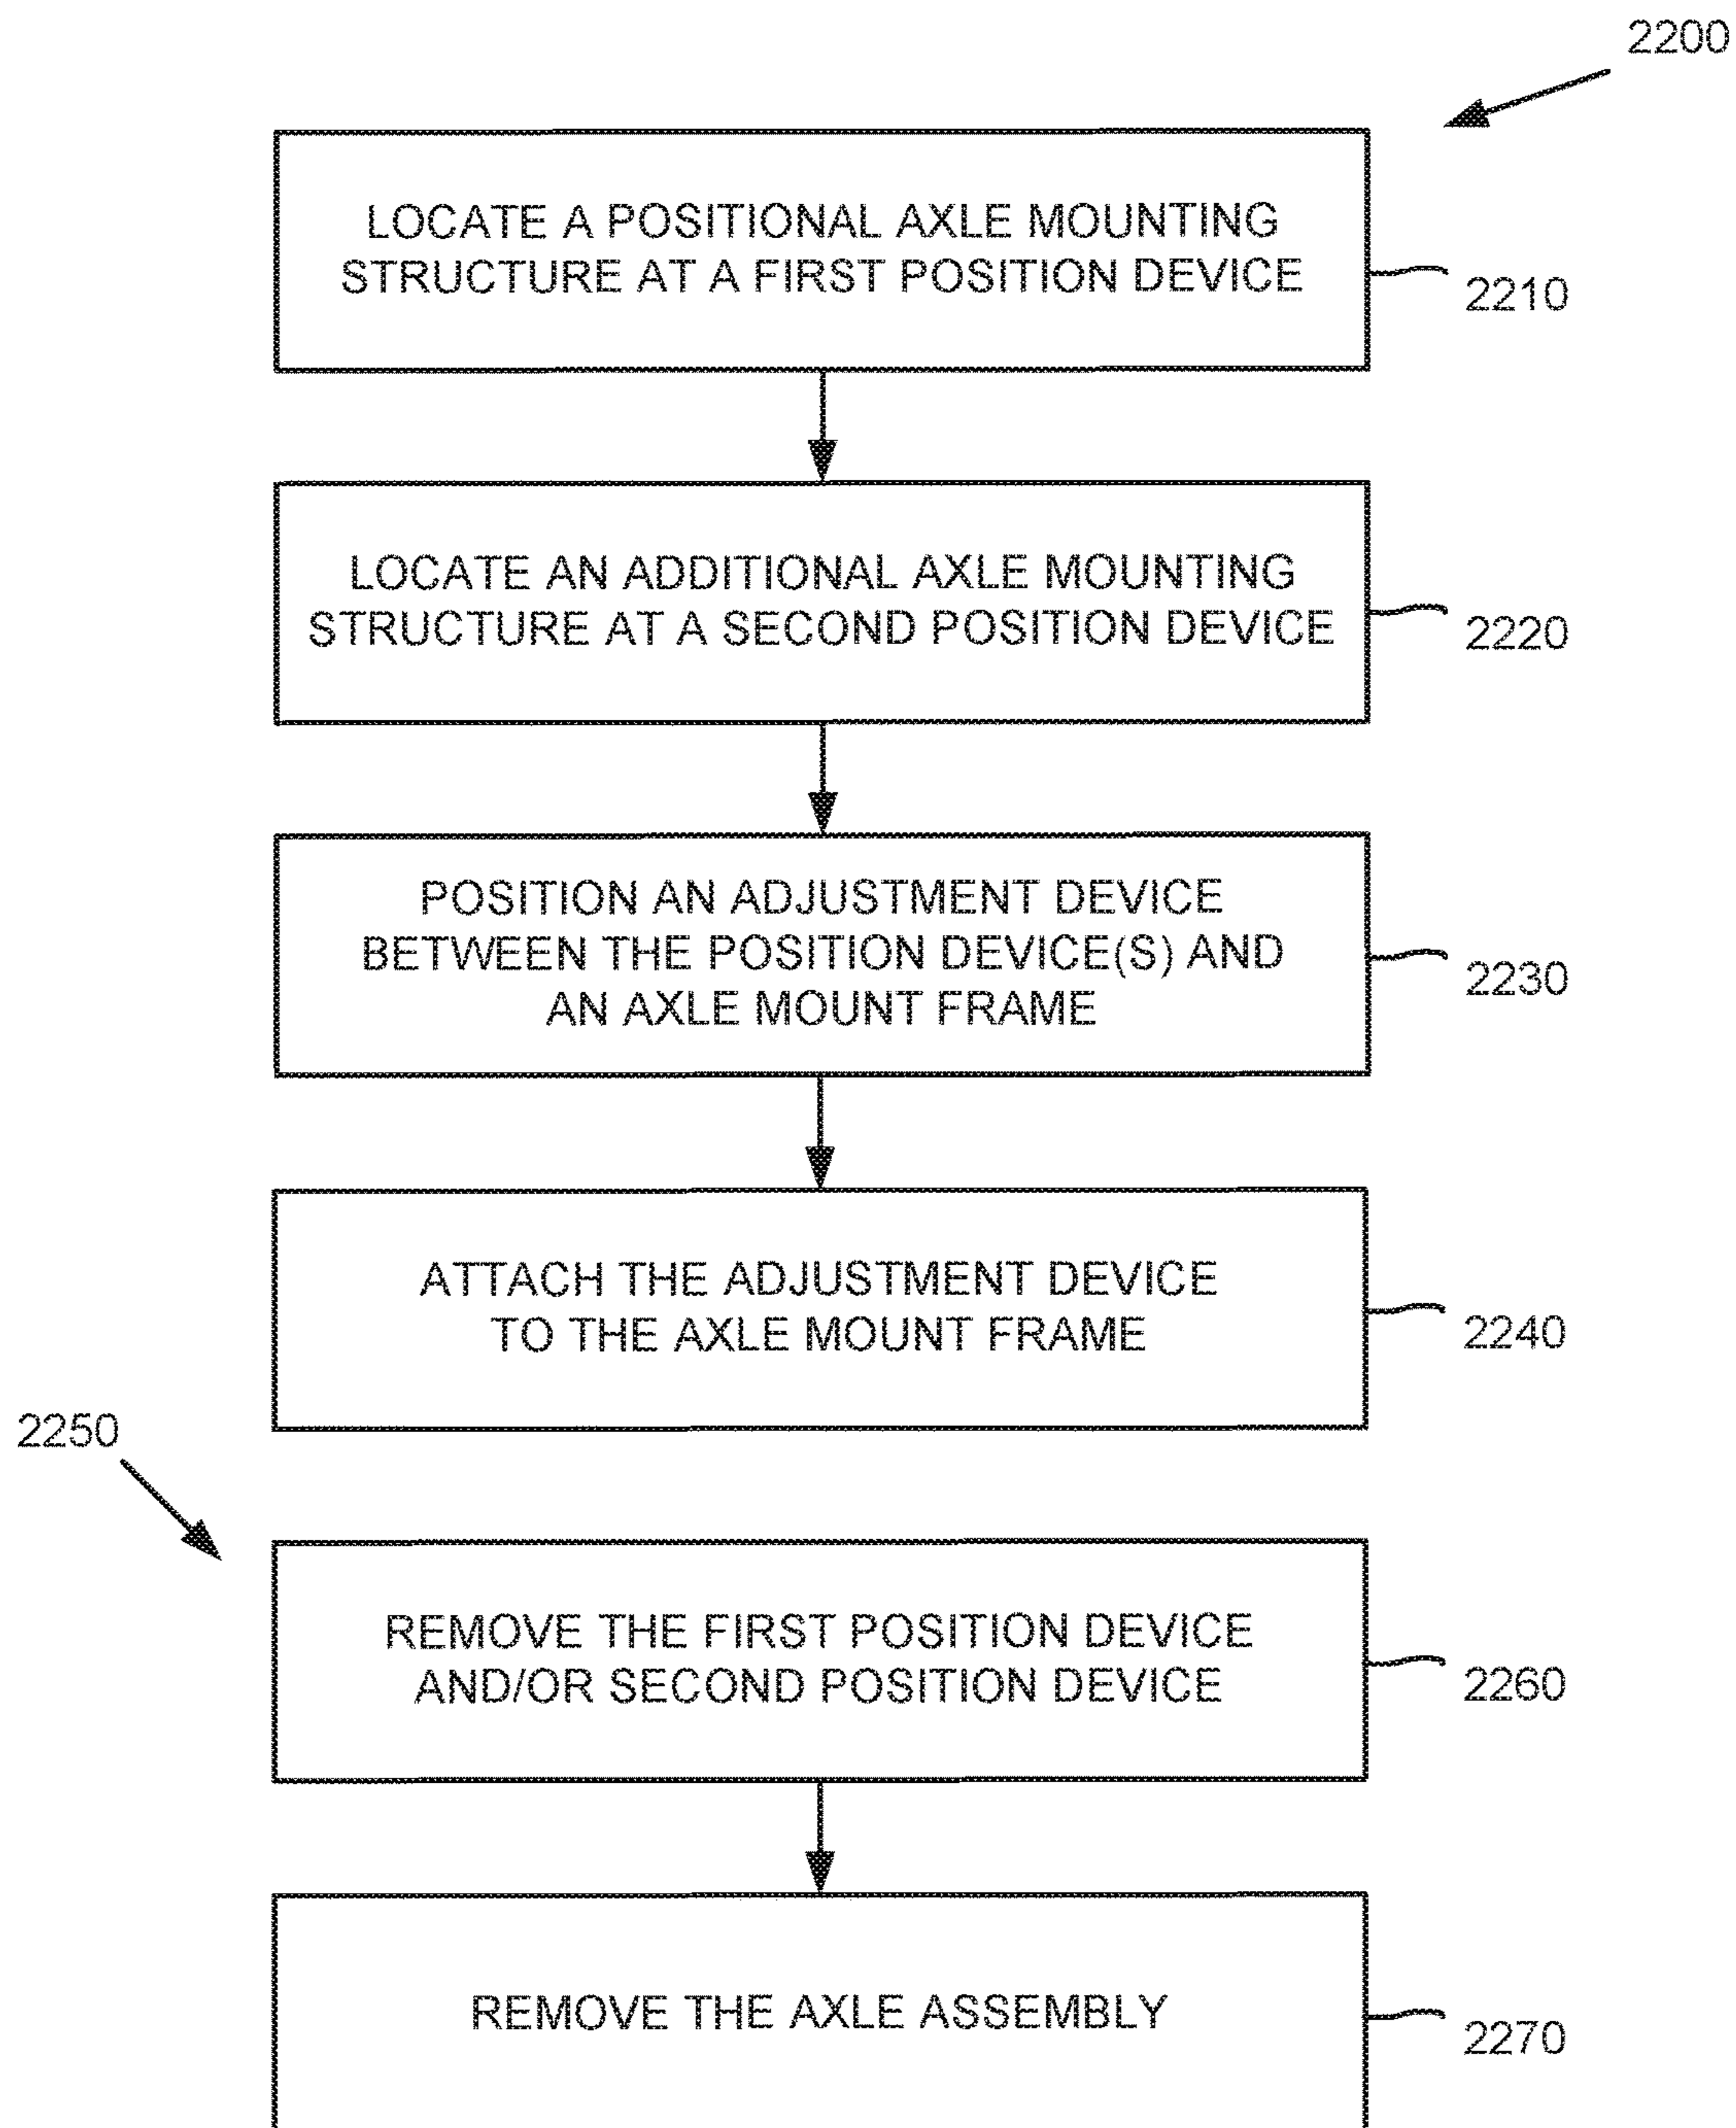 2200
LOCATE A POSITIONAL AXLE MOUNTING
STRUCTURE AT A FIRST POSITION DEVICE
2210
LOCATE AN ADDITIONAL AXLE MOUNTING
STRUCTURE AT A SECOND POSITION DEVICE
2220
POSITION AN ADJUSTMENT DEVICE
BETWEEN THE POSITION DEVICE(S) AND
AN AXLE MOUNT FRAME
2230
ATTACH THE ADJUSTMENT DEVICE
TO THE AXLE MOUNT FRAME
2240
2250
REMOVE THE FIRST POSITION DEVICE
AND/OR SECOND POSITION DEVICE
2260
REMOVE THE AXLE ASSEMBLY
2270